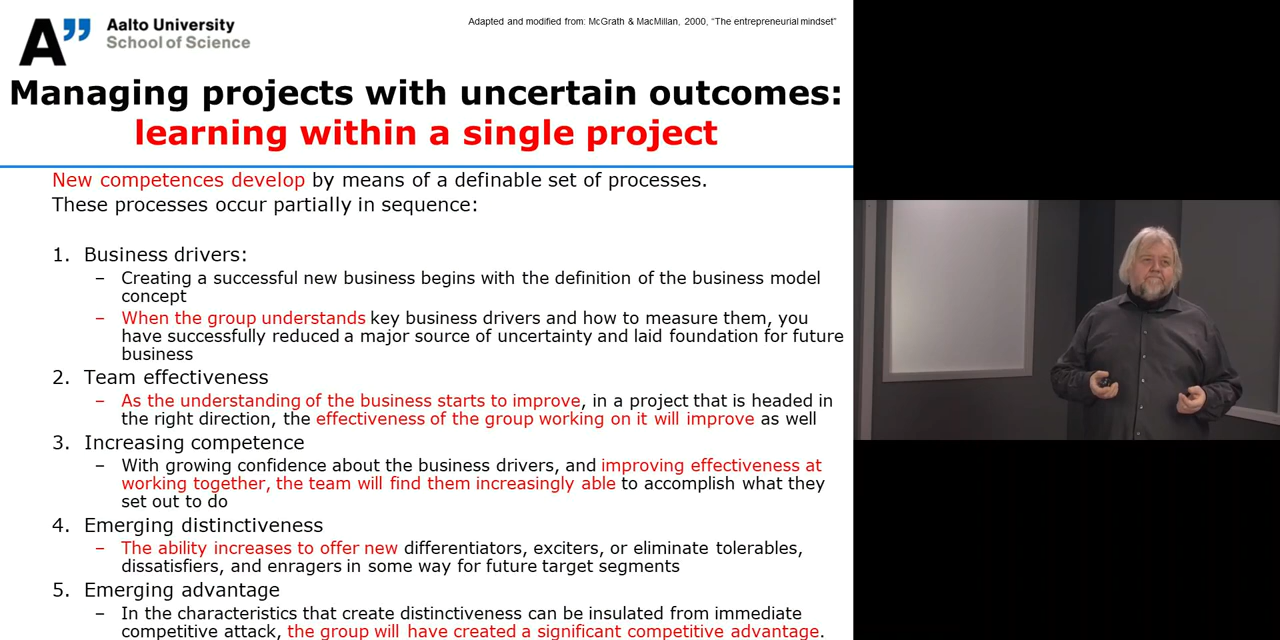 Adapted and modified from: McGrath & MacMillan, 2000, “The entrepreneurial mindset”
A”
Aalto University
School of Science
Managing projects with uncertain outcomes:
learning within a single project
New competences develop by means of a definable set of processes.
These processes occur partially in sequence:
1. Business drivers:
– Creating a successful new business begins with the definition of the business model
concept
– When the group understands key business drivers and how to measure them, you
have successfully reduced a major source of uncertainty and laid foundation for future
business
2. Team effectiveness
– As the understanding of the business starts to improve, in a project that is headed in
the right direction, the effectiveness of the group working on it will improve as well
3. Increasing competence
– With growing confidence about the business drivers, and improving effectiveness at
working together, the team will find them increasingly able to accomplish what they
set out to do
4. Emerging distinctiveness
– The ability increases to offer new differentiators, exciters, or eliminate tolerables,
dissatisfiers, and enragers in some way for future target segments
5. Emerging advantage
– In the characteristics that create distinctiveness can be insulated from immediate
competitive attack, the group will have created a significant competitive advantage.